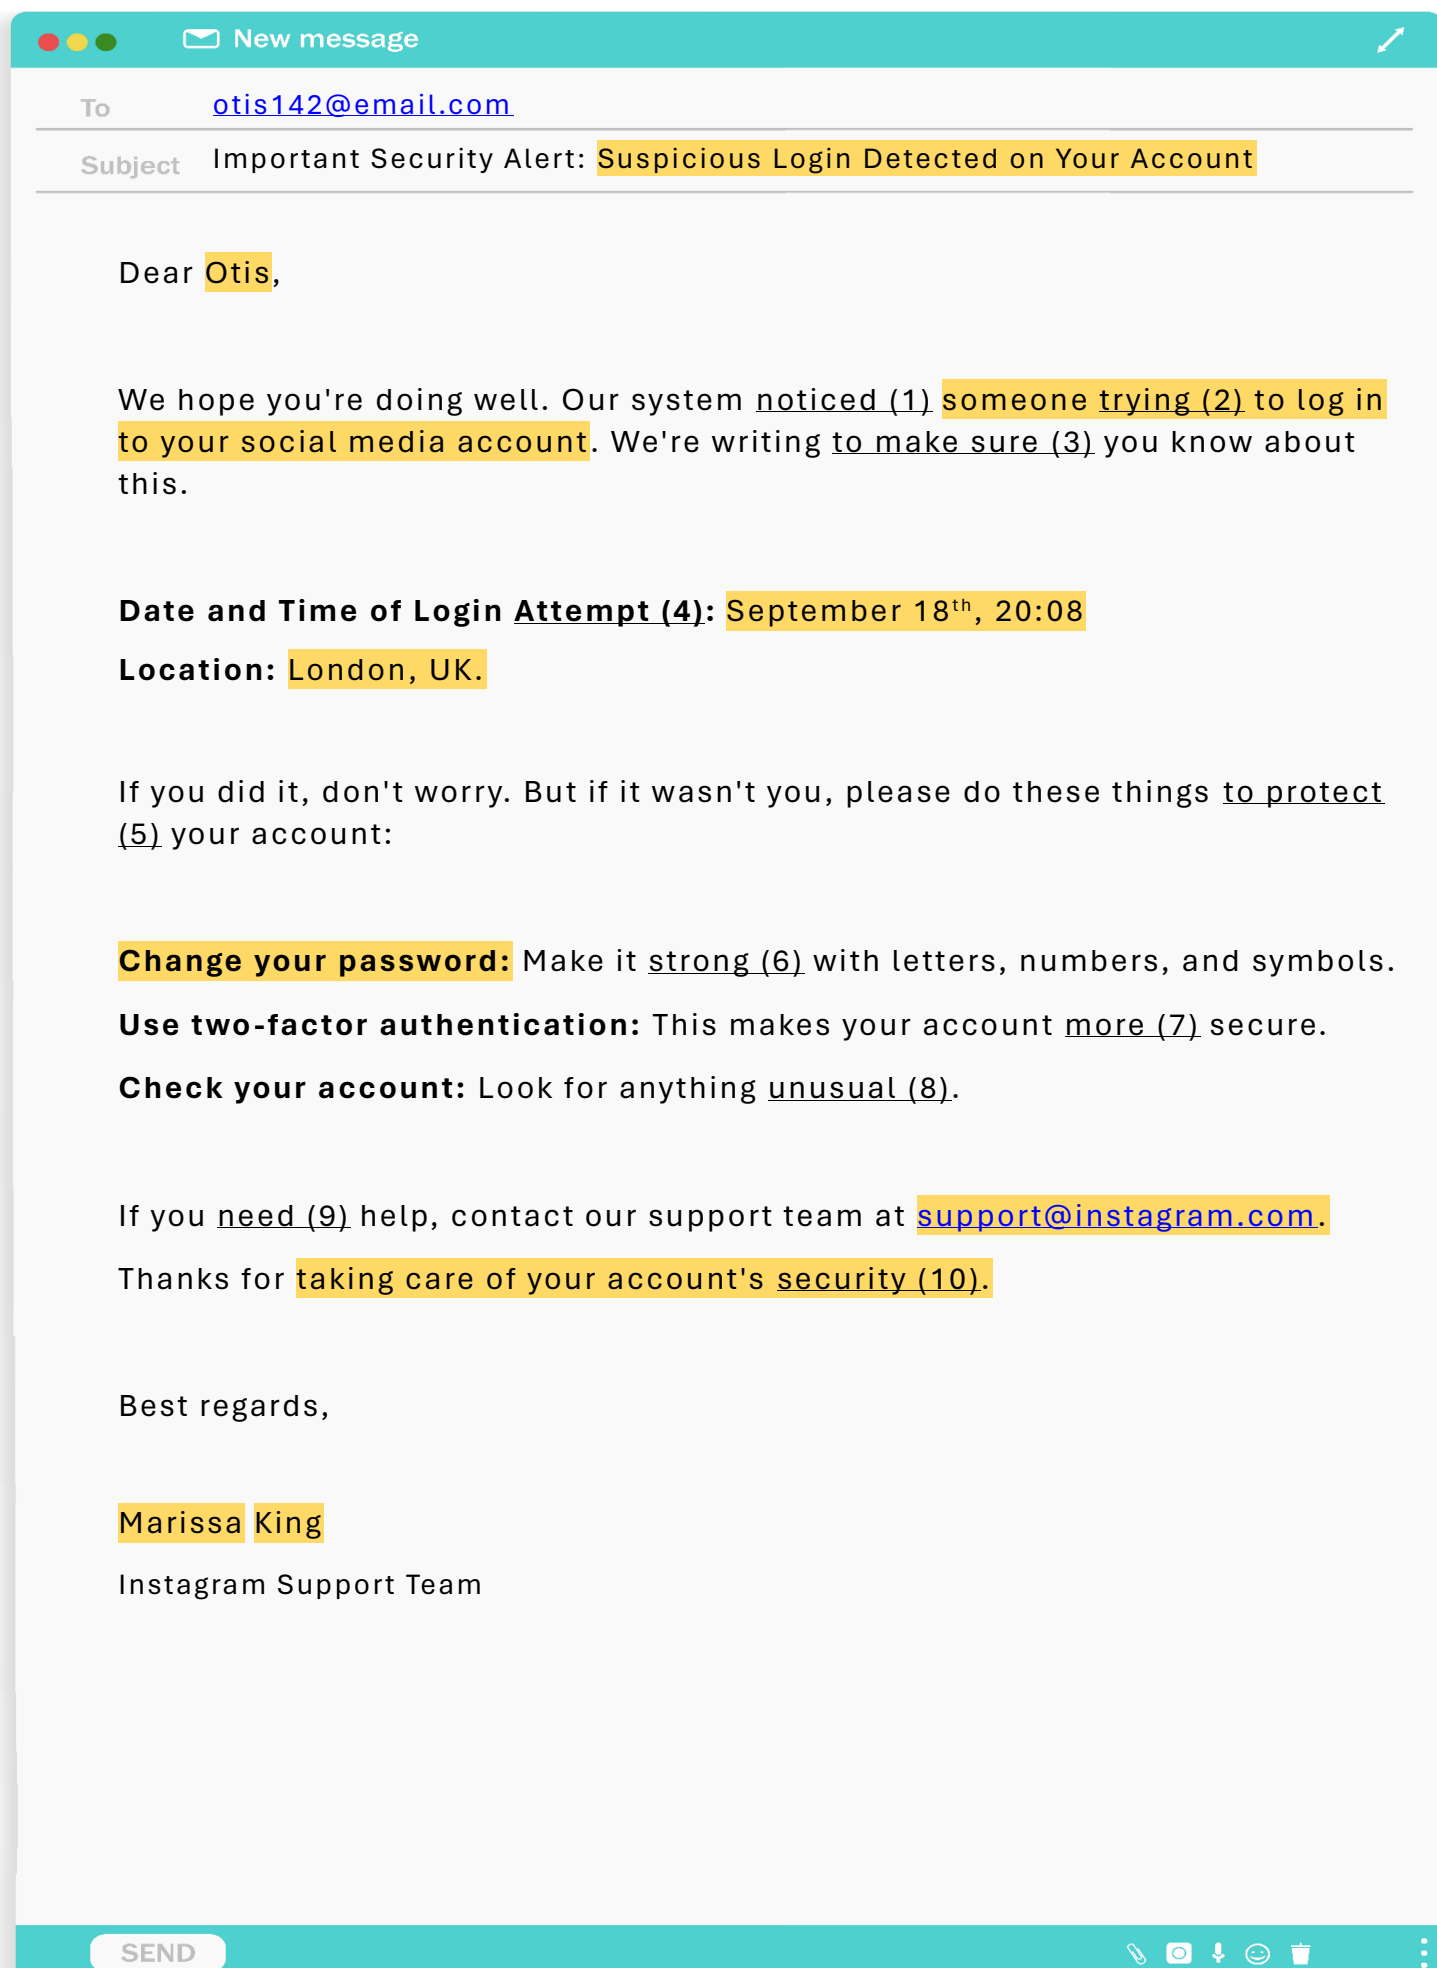 New message
To otis142@email.com
Subject Important Security Alert: Suspicious Login Detected on Your Account
Dear Otis,
We hope you're doing well. Our system noticed (1) someone trying (2) to log in
to your social media account. We're writing to make sure (3) you know about
this.
Date and Time of Login Attempt (4): September 18th, 20:08
Location: London, UK.
If you did it, don't worry. But if it wasn't you, please do these things to protect
(5) your account:
Change your password: Make it strong (6) with letters, numbers, and symbols.
Use two-factor authentication: This makes your account more (7) secure.
Check your account: Look for anything unusual (8).
If you need (9) help, contact our support team at support@instagram.com.
Thanks for taking care of your account's security (10).
Best regards,
Marissa King
Instagram Support Team
SEND